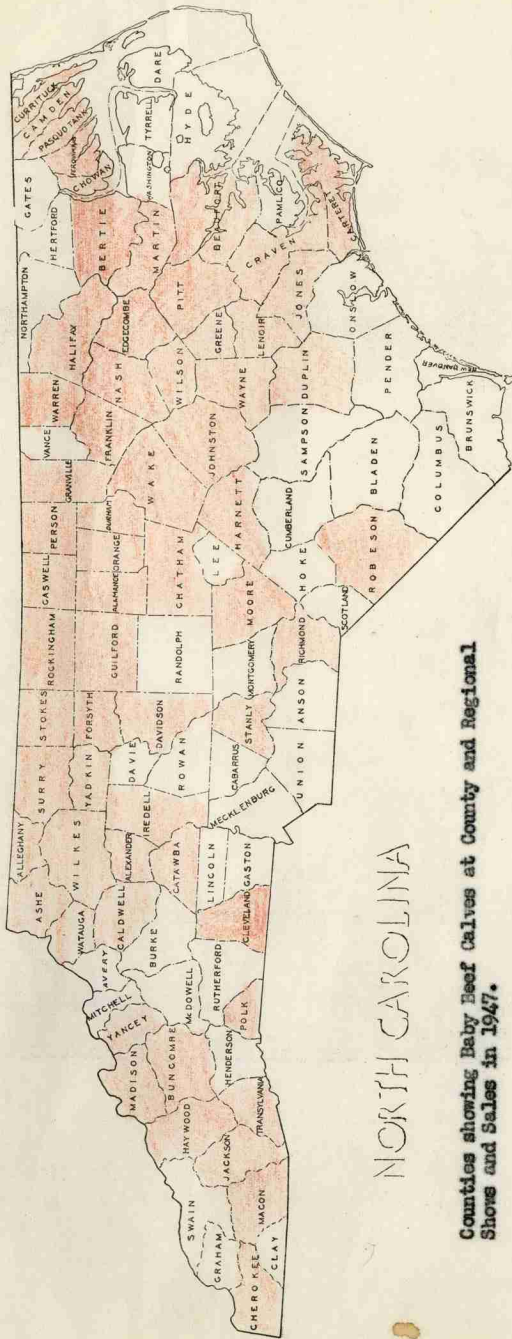 CURRITUCK
CAMDEN
PASQUOTANK
PERQUIMANS
CHOWAN
GATES
HERTFORD
NORTHAMPTON
BERTIE
HALIFAX
WARREN
VANCE
GRANVILLE
PERSON
CASWELL
ROCKINGHAM
STOKES
SURRY
ALLEGHANY
ASHE
WATAUGA
WILKES
YADKIN
FORSYTH
GUILFORD
ALAMANCE
ORANGE
DURHAM
FRANKLIN
NASH
EDGECOMBE
MARTIN
WASHINGTON
TYRRELL
DARE
HYDE
BEAUFORT
PITT
WILSON
WAKE
CHATHAM
RANDOLPH
DAVIDSON
DAVIE
IREDELL
ALEXANDER
CALDWELL
AVERY
MITCHELL
YANCEY
MADISON
BUNCOMBE
McDOWELL
BURKE
CATAWBA
ROWAN
LINCOLN
CABARRUS
STANLY
MONTGOMERY
MOORE
LEE
HARNETT
JOHNSTON
WAYNE
GREENE
LENOIR
CRAVEN
PAMLICO
CARTERET
JONES
ONSLOW
DUPLIN
SAMPSON
CUMBERLAND
HOKE
SCOTLAND
RICHMOND
ANSON
UNION
MECKLENBURG
GASTON
CLEVELAND
RUTHERFORD
POLK
HENDERSON
TRANSYLVANIA
HAYWOOD
JACKSON
SWAIN
MACON
GRAHAM
CLAY
CHEROKEE
ROBESON
BLADEN
PENDER
NEW HANOVER
COLUMBUS
BRUNSWICK
NORTH CAROLINA
Counties showing Baby Beef Calves at County and Regional
Shows and Sales in 1947.